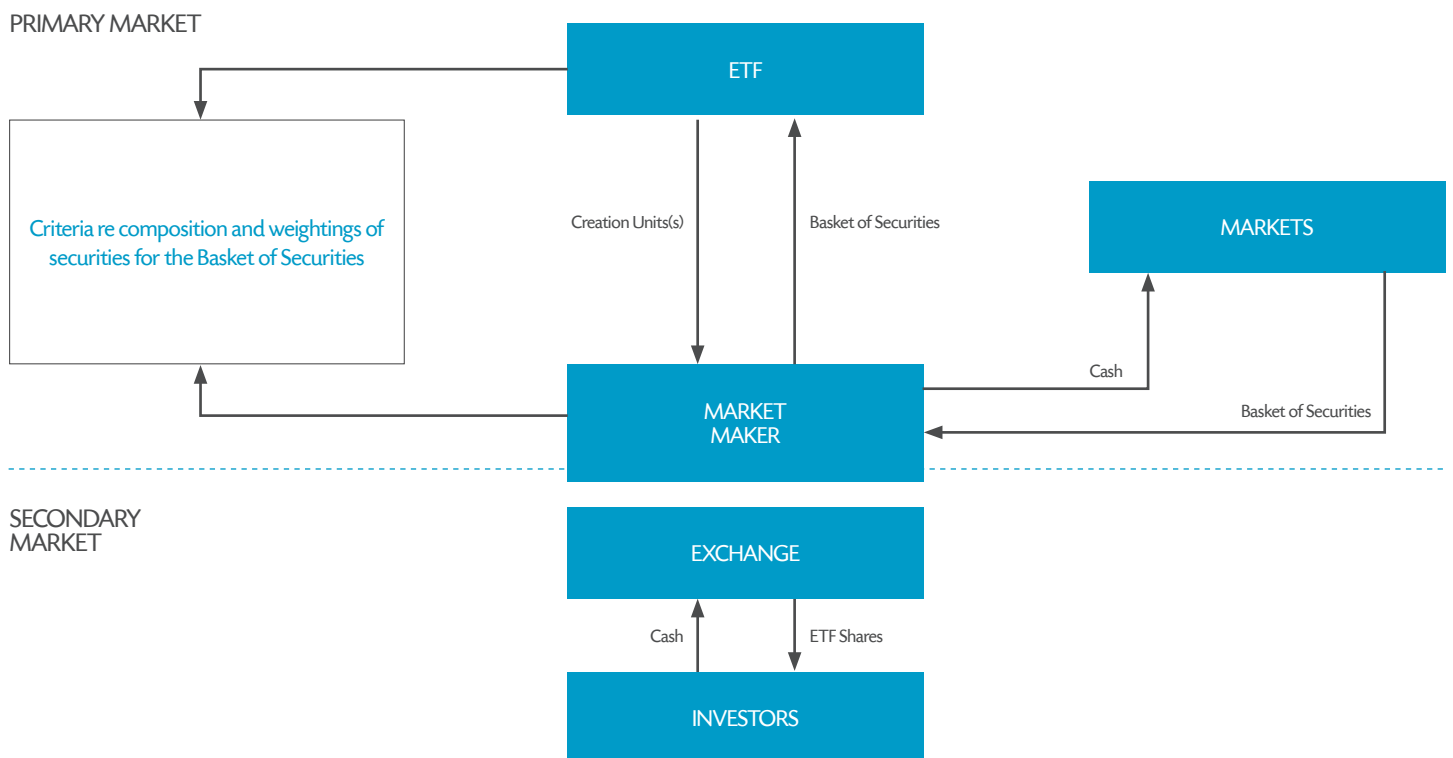 PRIMARY MARKET
ETF
Criteria re composition and weightings of
securities for the Basket of Securities
Creation Units(s)
Basket of Securities
MARKETS
Cash
Basket of Securities
MARKET
MAKER
SECONDARY
MARKET
EXCHANGE
Cash
ETF Shares
INVESTORS